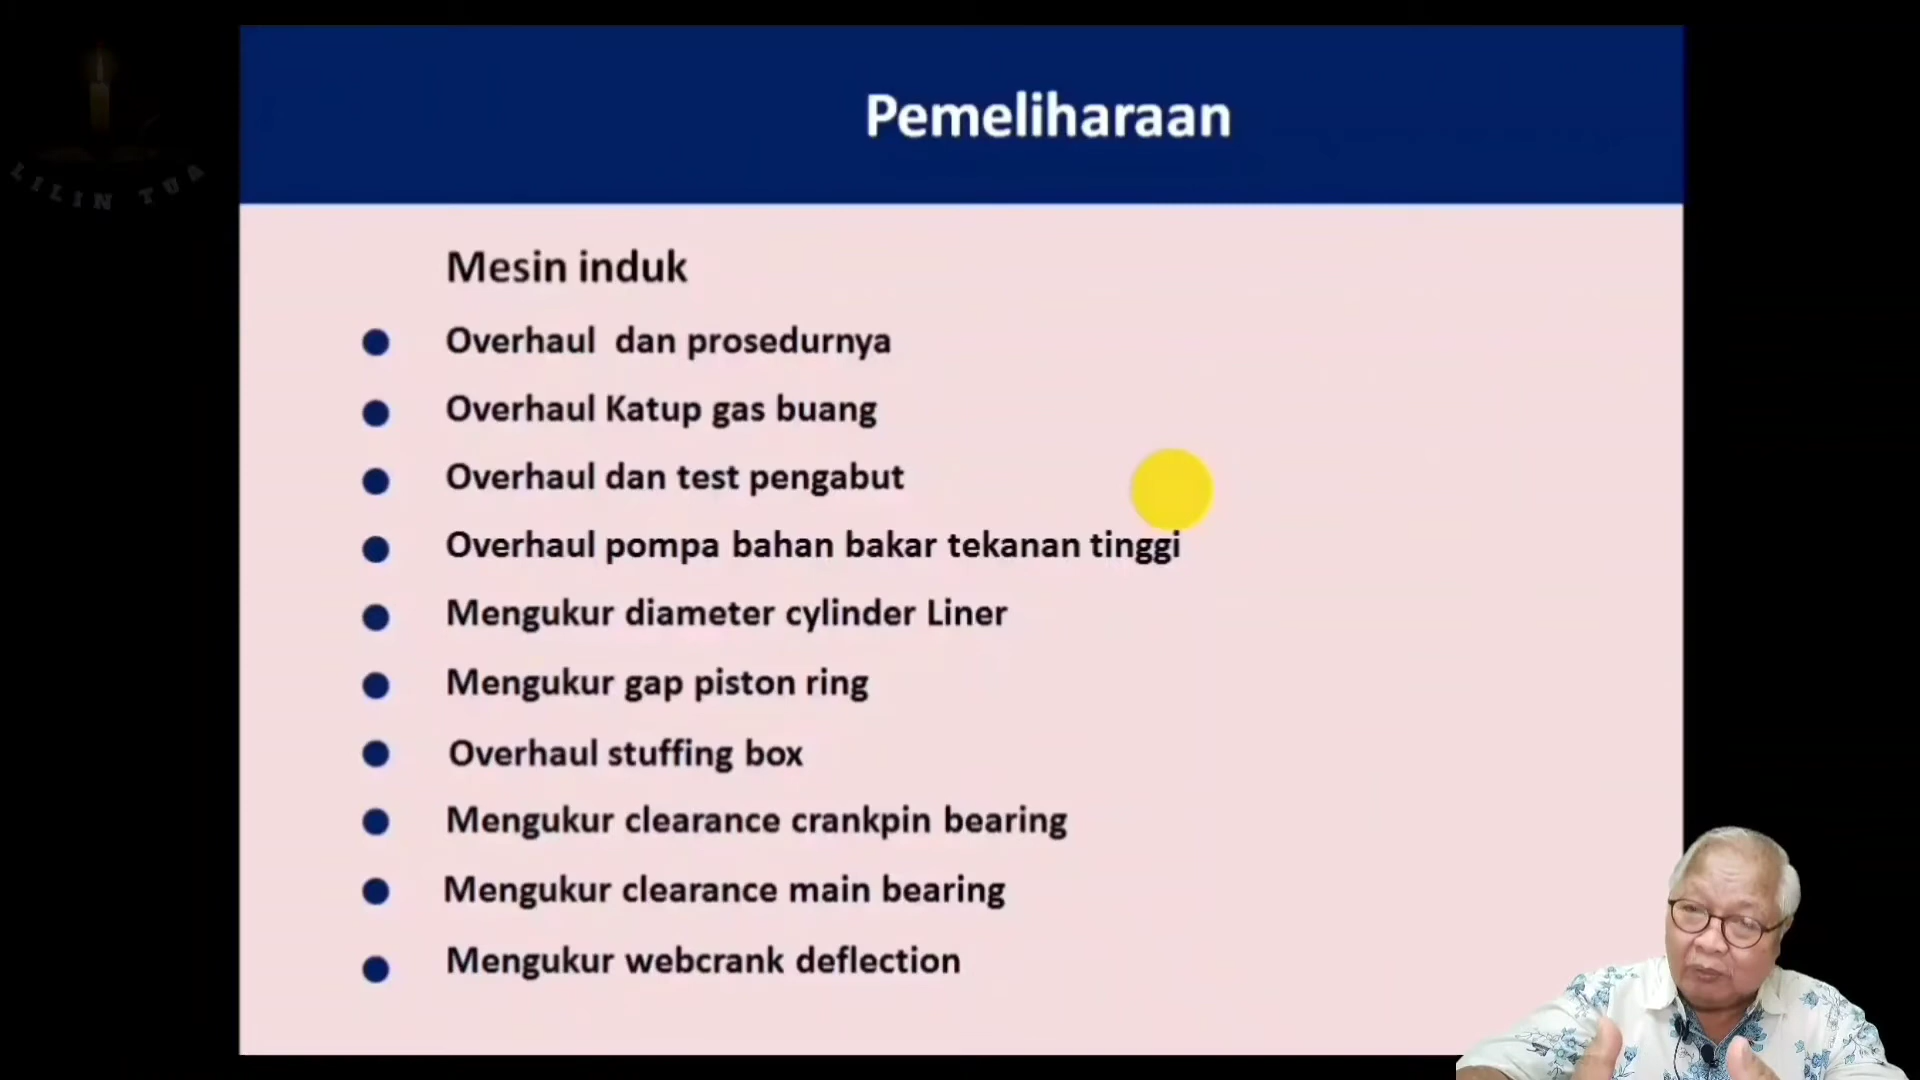 LILIN TUA
Pemeliharaan
Mesin induk
Overhaul dan prosedurnya
Overhaul Katup gas buang
Overhaul dan test pengabut
Overhaul pompa bahan bakar tekanan tinggi
Mengukur diameter cylinder Liner
Mengukur gap piston ring
Overhaul stuffing box
Mengukur clearance crankpin bearing
Mengukur clearance main bearing
Mengukur webcrank deflection